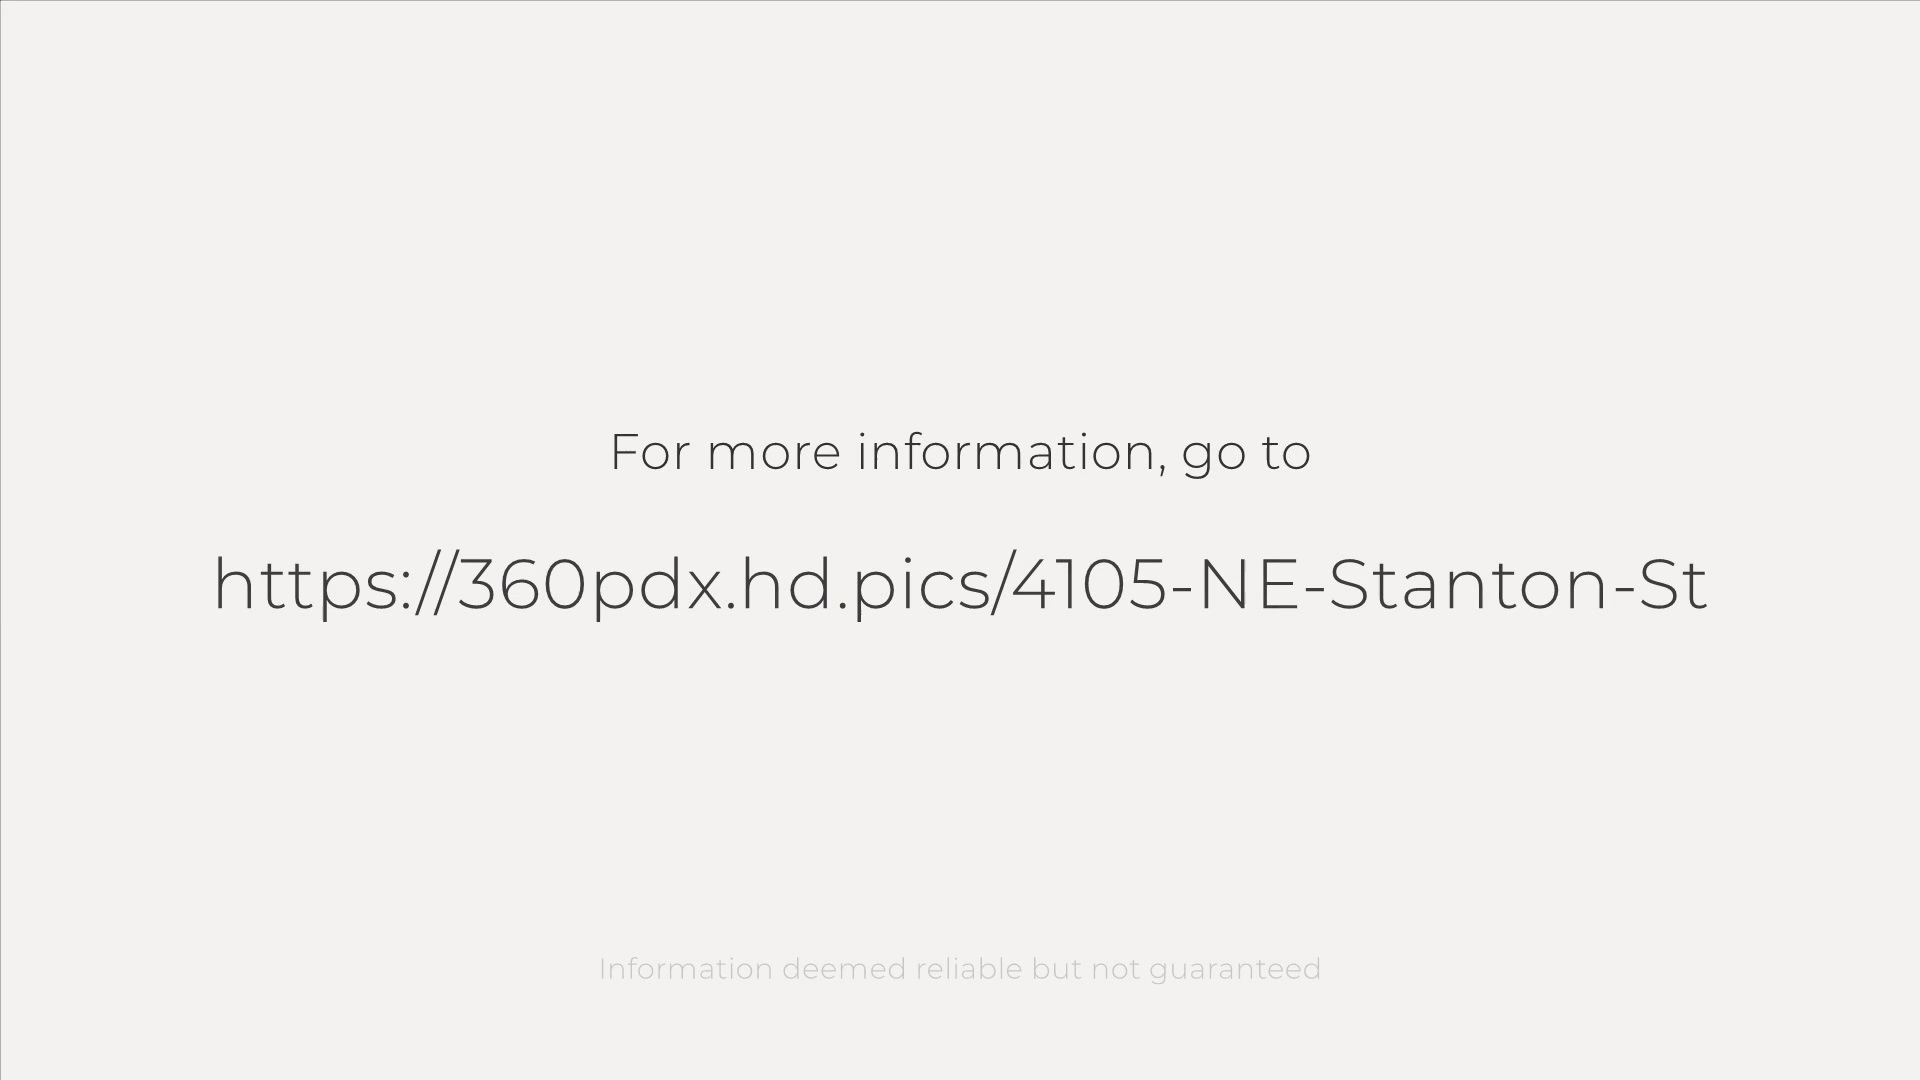 For more information, go to
https://360pdx.hd.pics/4105-NE-Stanton-St
Information deemed reliable but not guaranteed